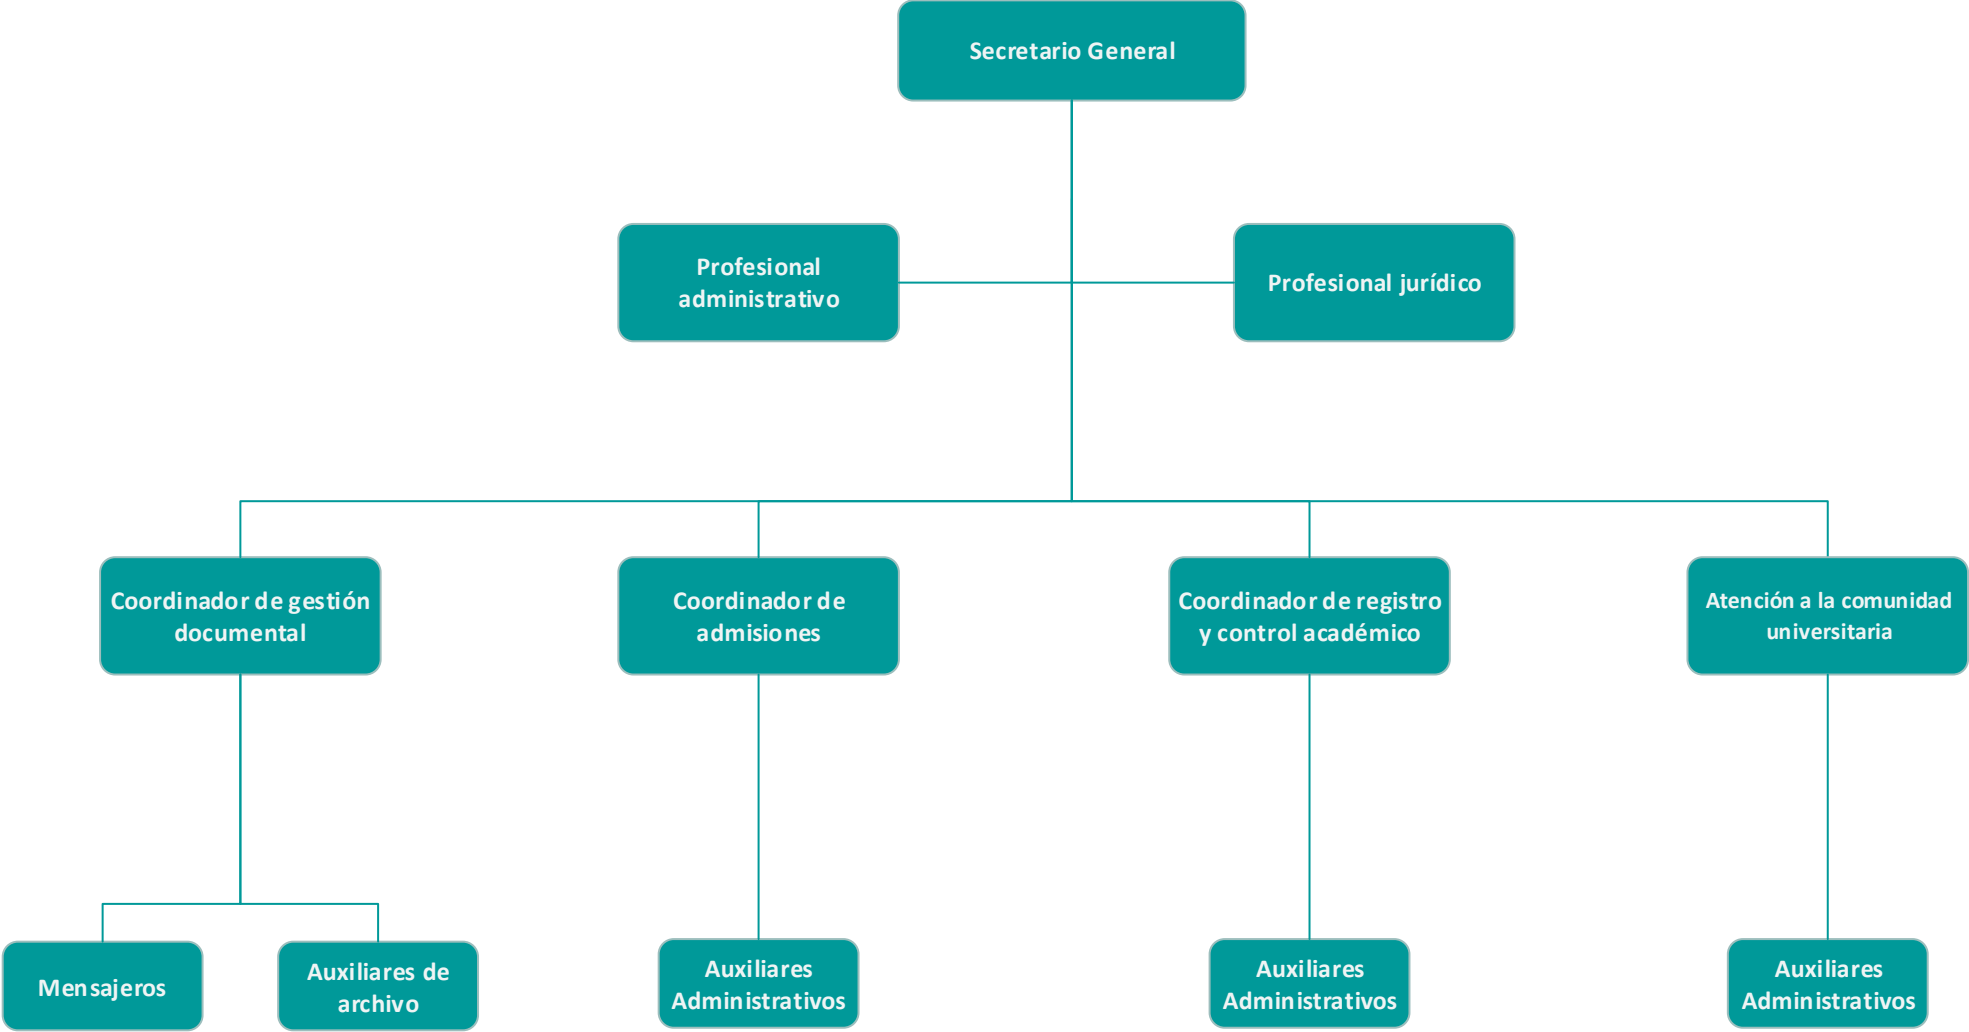 Secretario General
Profesional
administrativo
Profesional jurídico
Coordinador de gestión
documental
Coordinador de
admisiones
Coordinador de registro
y control académico
Atención a la comunidad
universitaria
Mensajeros
Auxiliares de
archivo
Auxiliares
Administrativos
Auxiliares
Administrativos
Auxiliares
Administrativos